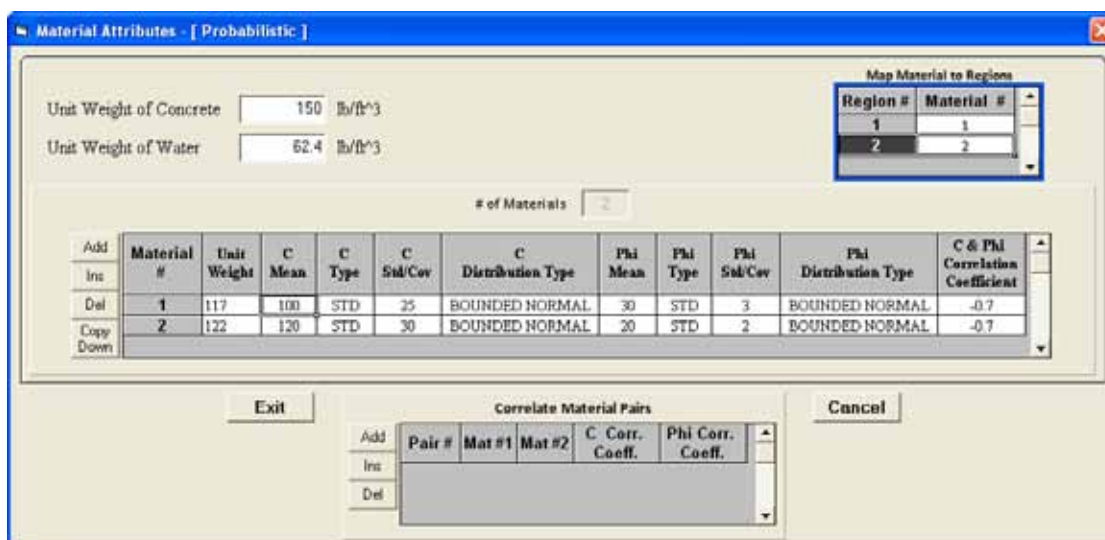 Material Attributes - [ Probabilistic ]
Map Material to Regions
Unit Weight of Concrete 150 lb/ft^3
Unit Weight of Water 62.4 lb/ft^3
Region # Material #
1 1
2 2
# of Materials 2
Add
Ins
Del
Copy Down
Material # Unit Weight C Mean C Type C Std/Cov C Distribution Type Phi Mean Phi Type Phi Std/Cov Phi Distribution Type C & Phi Correlation Coefficient
1 117 100 STD 25 BOUNDED NORMAL 30 STD 3 BOUNDED NORMAL -0.7
2 122 120 STD 30 BOUNDED NORMAL 20 STD 2 BOUNDED NORMAL -0.7
Exit
Correlate Material Pairs
Cancel
Add
Ins
Del
Pair # Mat #1 Mat #2 C Corr. Coeff. Phi Corr. Coeff.